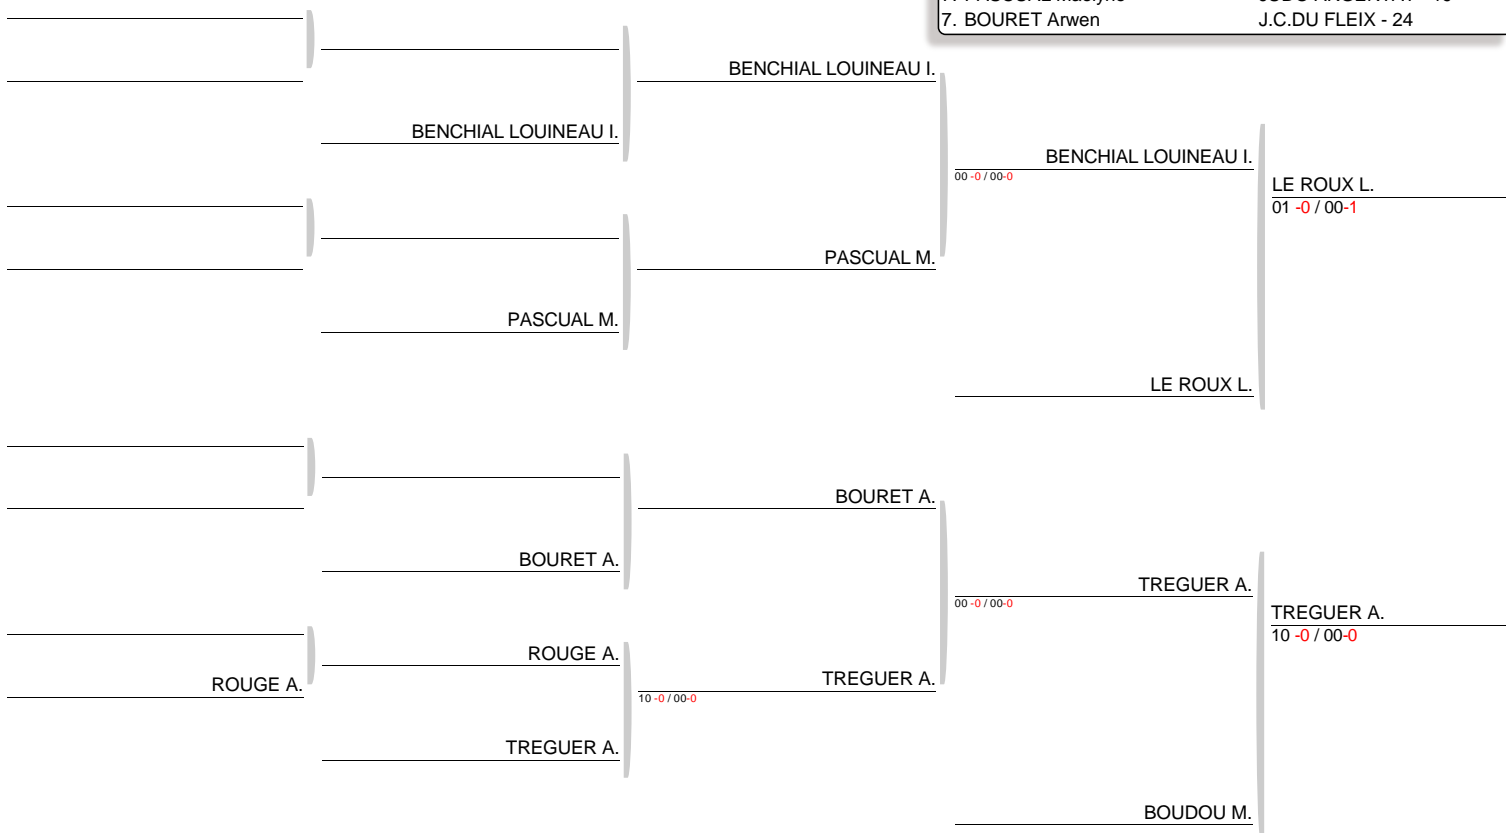 7. BOURET Arwen J.C.DU FLEIX - 24
BENCHIAL LOUINEAU I.
BENCHIAL LOUINEAU I.
BENCHIAL LOUINEAU I.
00 -0 / 00-0
LE ROUX L.
01 -0 / 00-1
PASCUAL M.
PASCUAL M.
LE ROUX L.
BOURET A.
BOURET A.
TREGUER A.
00 -0 / 00-0
TREGUER A.
10 -0 / 00-0
ROUGE A.
ROUGE A.
TREGUER A.
10 -0 / 00-0
TREGUER A.
BOUDOU M.